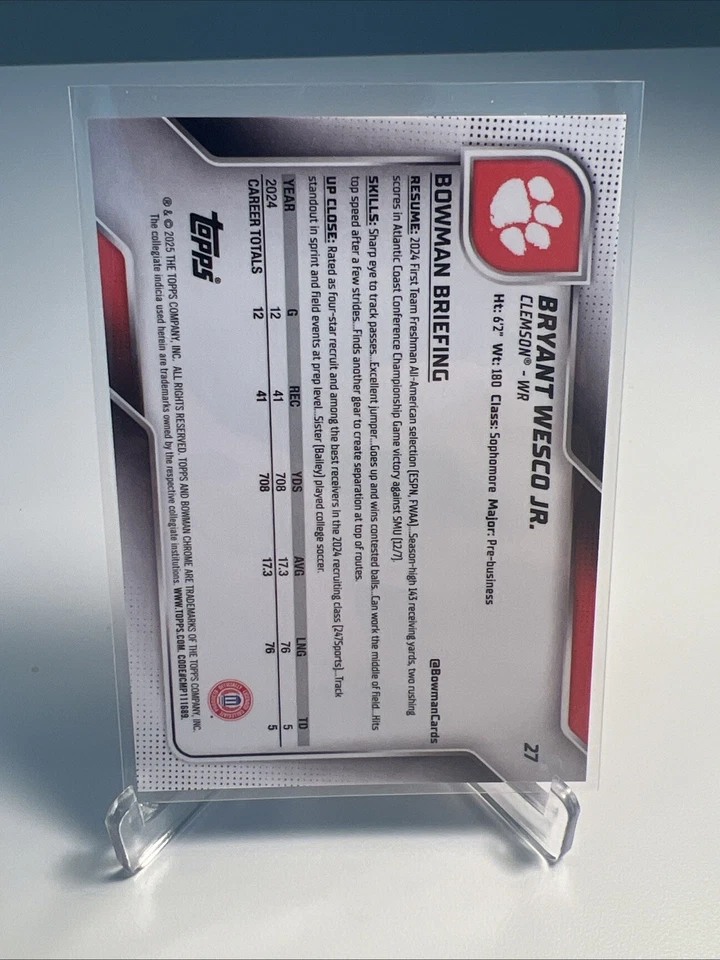 27
BRYANT WESCO JR.
CLEMSON® - WR
Ht: 6'2" Wt: 180 Class: Sophomore Major: Pre-business
BOWMAN BRIEFING
@BowmanCards
RESUME: 2024 First Team Freshman All-American selection (ESPN, FWAA)...Season-high 143 receiving yards, two rushing
scores in Atlantic Coast Conference Championship Game victory against SMU (12/7).
SKILLS: Sharp eye to track passes...Excellent jumper...Goes up and wins contested balls...Can work the middle of field...Hits
top speed after a few strides...Finds another gear to create separation at top of routes.
UP CLOSE: Rated as four-star recruit and among the best receivers in the 2024 recruiting class (247Sports)...Track
standout in sprint and field events at prep level...Sister (Bailey) played college soccer.
YEAR G REC YDS AVG LNG TD
2024 12 41 708 17.3 76 5
CAREER TOTALS 12 41 708 17.3 76 5
topps®
® & © 2025 THE TOPPS COMPANY, INC. ALL RIGHTS RESERVED. TOPPS AND BOWMAN CHROME ARE TRADEMARKS OF THE TOPPS COMPANY, INC.
The collegiate indicia used herein are trademarks owned by the respective collegiate institutions. WWW.TOPPS.COM. CODE#CMP111689.